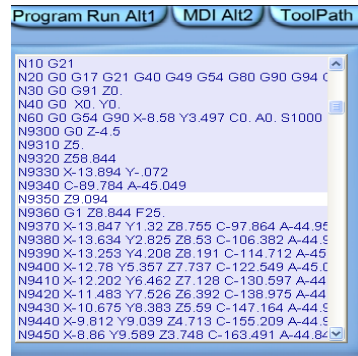 Program Run Alt1 MDI Alt2 ToolPath
N10 G21
N20 G0 G17 G21 G40 G49 G54 G80 G90 G94
N30 G0 G91 Z0.
N40 G0 X0. Y0.
N60 G0 G54 G90 X-8.58 Y3.497 C0. A0. S1000
N9300 G0 Z-4.5
N9310 Z5.
N9320 Z58.844
N9330 X-13.894 Y-.072
N9340 C-89.784 A-45.049
N9350 Z9.094
N9360 G1 Z8.844 F25.
N9370 X-13.847 Y1.32 Z8.755 C-97.864 A-44.95
N9380 X-13.634 Y2.825 Z8.53 C-106.382 A-44.9
N9390 X-13.253 Y4.208 Z8.191 C-114.712 A-45
N9400 X-12.78 Y5.357 Z7.737 C-122.549 A-45.0
N9410 X-12.202 Y6.462 Z7.128 C-130.597 A-44
N9420 X-11.483 Y7.526 Z6.392 C-138.975 A-44
N9430 X-10.675 Y8.383 Z5.59 C-147.164 A-44.9
N9440 X-9.812 Y9.039 Z4.713 C-155.209 A-44.9
N9450 X-8.86 Y9.589 Z3.748 C-163.491 A-44.84